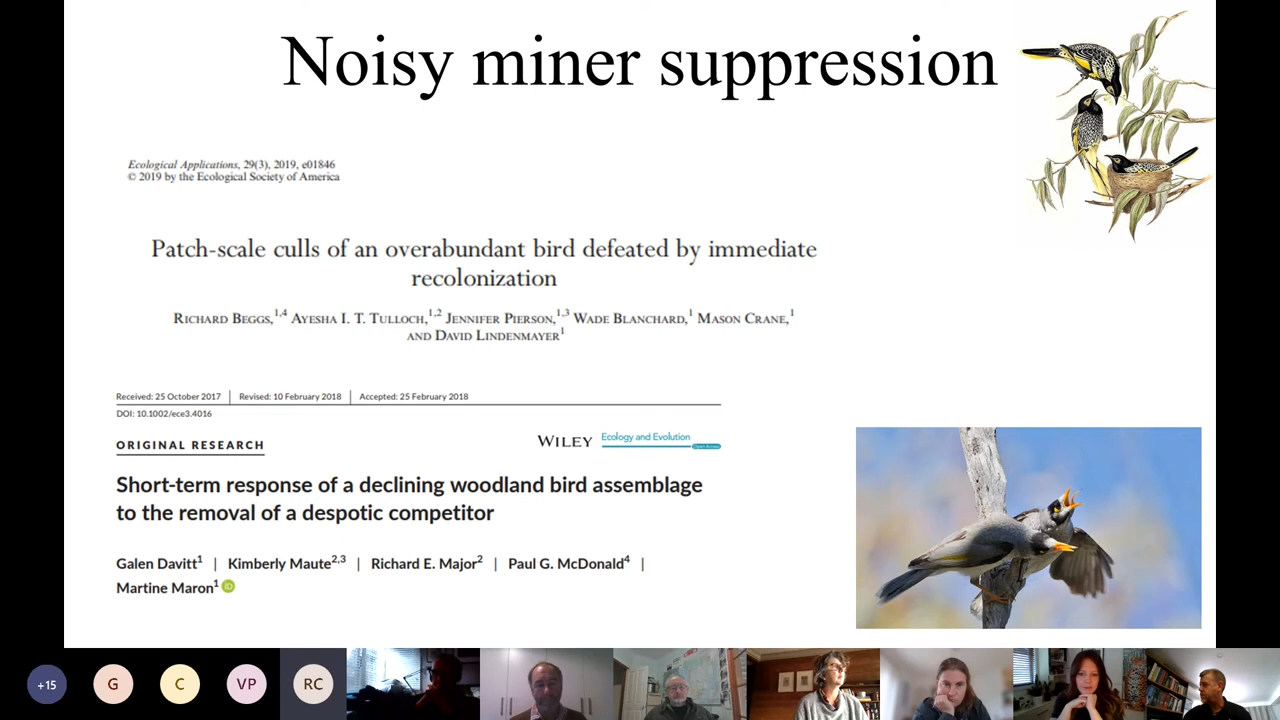 Noisy miner suppression
Ecological Applications, 29(3), 2019, e01846
© 2019 by the Ecological Society of America
Patch-scale culls of an overabundant bird defeated by immediate
recolonization
Richard Beggs,1,4 Ayesha I. T. Tulloch,1,2 Jennifer Pierson,1,3 Wade Blanchard,1 Mason Crane,1
and David Lindenmayer1
Received: 25 October 2017 | Revised: 10 February 2018 | Accepted: 25 February 2018
DOI: 10.1002/ece3.4016
ORIGINAL RESEARCH
WILEY Ecology and Evolution
Open Access
Short-term response of a declining woodland bird assemblage
to the removal of a despotic competitor
Galen Davitt1 | Kimberly Maute2,3 | Richard E. Major2 | Paul G. McDonald4 |
Martine Maron1 iD
+15 G C VP RC